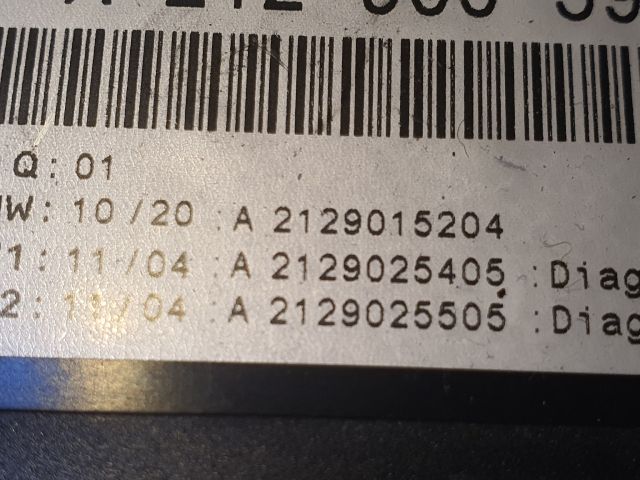 Q: 01
W: 10/20 :A 2129015204
1: 11/04 :A 2129025405 :Diag
2: 11/04 :A 2129025505 :Diag